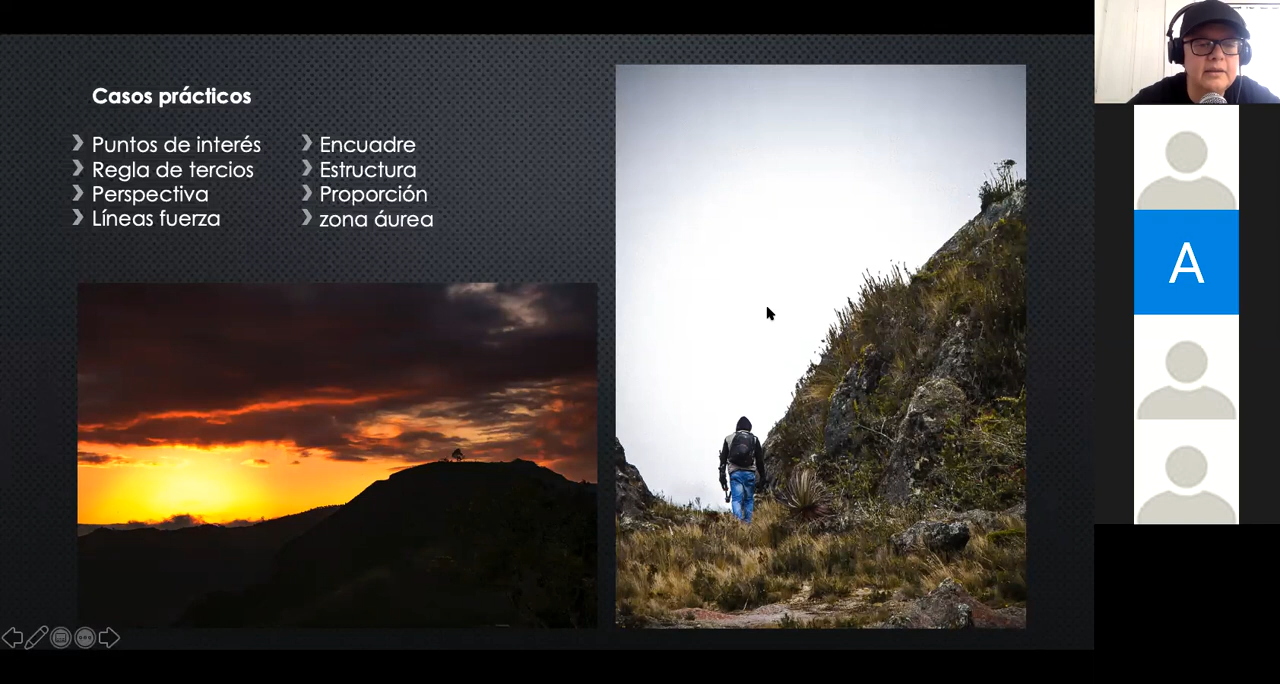 Casos prácticos
Puntos de interés
Regla de tercios
Perspectiva
Líneas fuerza
Encuadre
Estructura
Proporción
zona áurea
A